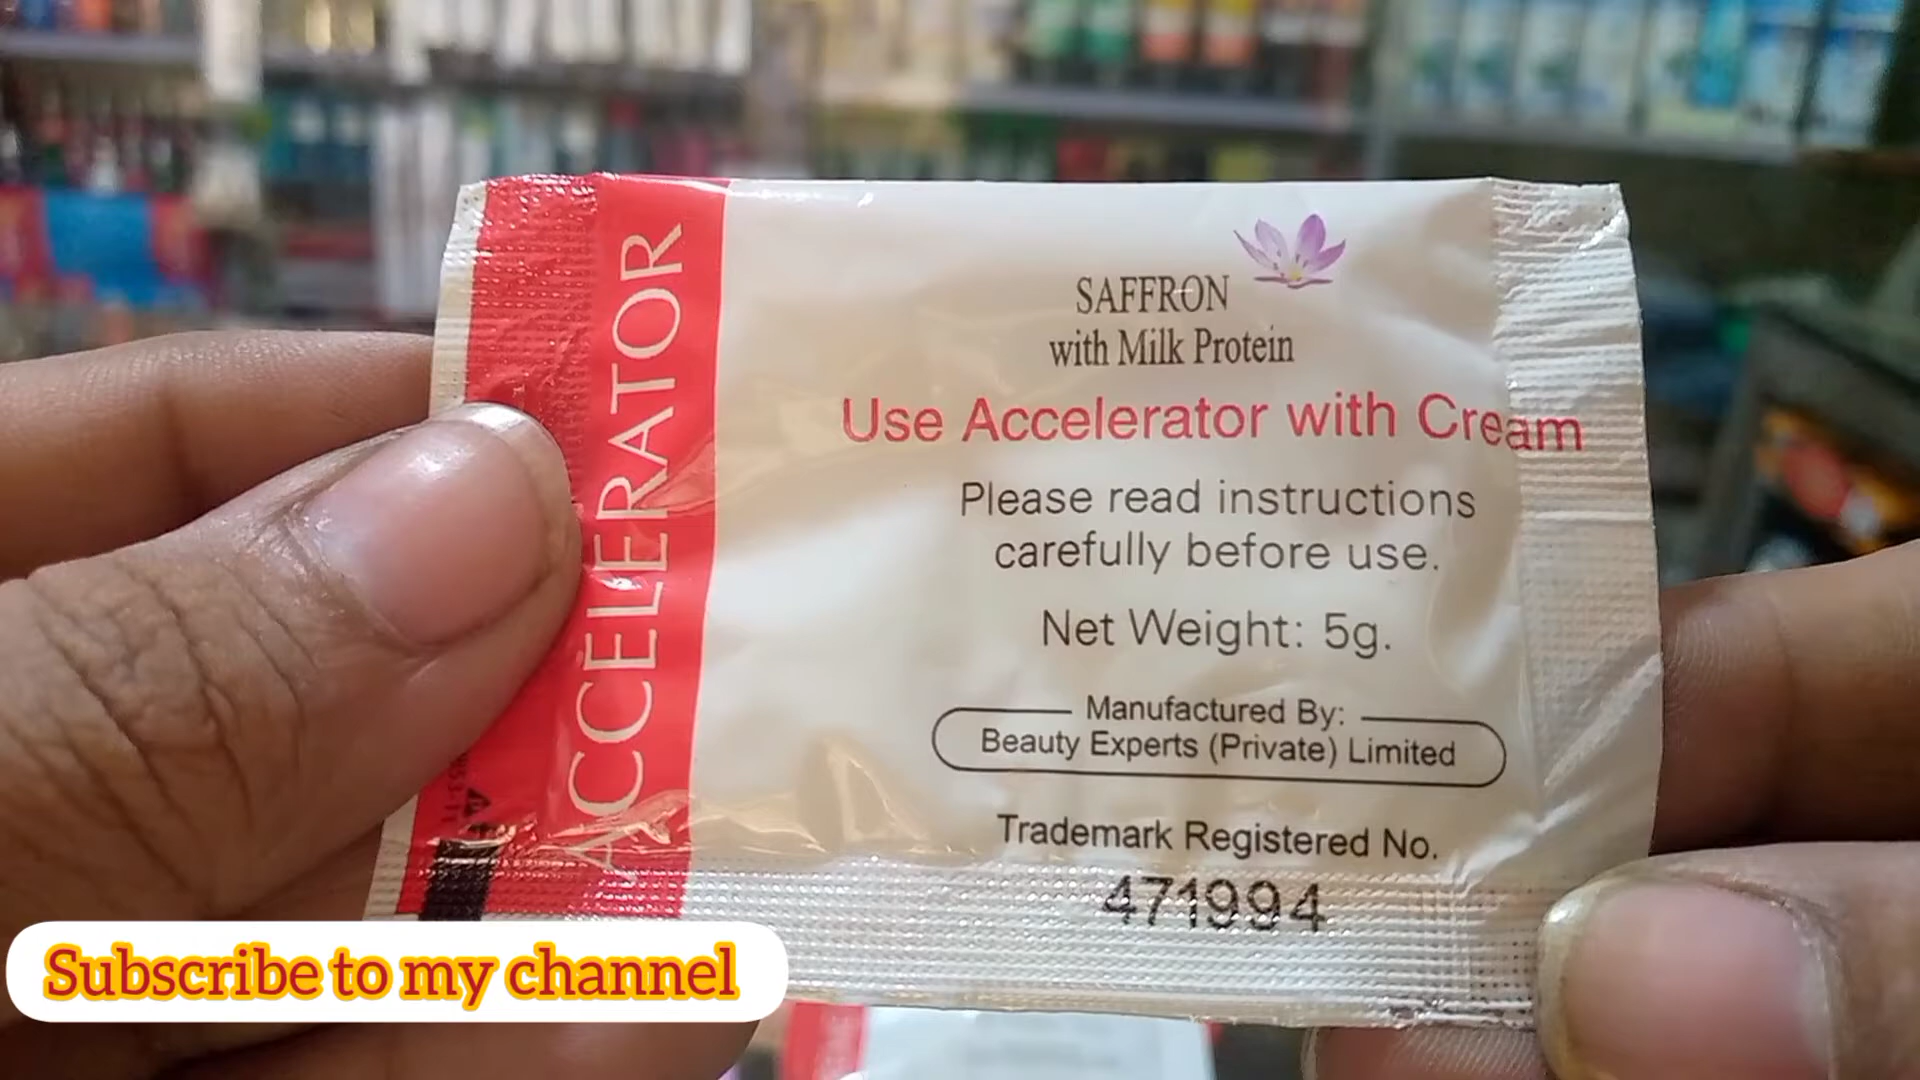 ACCELERATOR
SAFFRON
with Milk Protein
Use Accelerator with Cream
Please read instructions
carefully before use.
Net Weight: 5g.
Manufactured By:
Beauty Experts (Private) Limited
Trademark Registered No.
471994
Subscribe to my channel